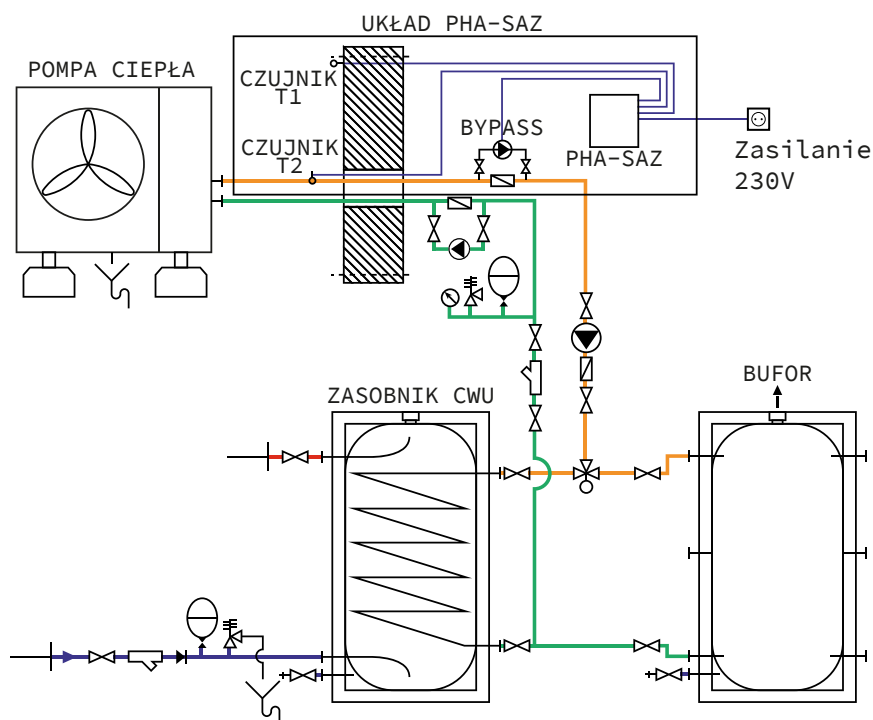 UKŁAD PHA-SAZ
POMPA CIEPŁA
CZUJNIK
T1
CZUJNIK
T2
BYPASS
PHA-SAZ
Zasilanie
230V
BUFOR
ZASOBNIK CWU